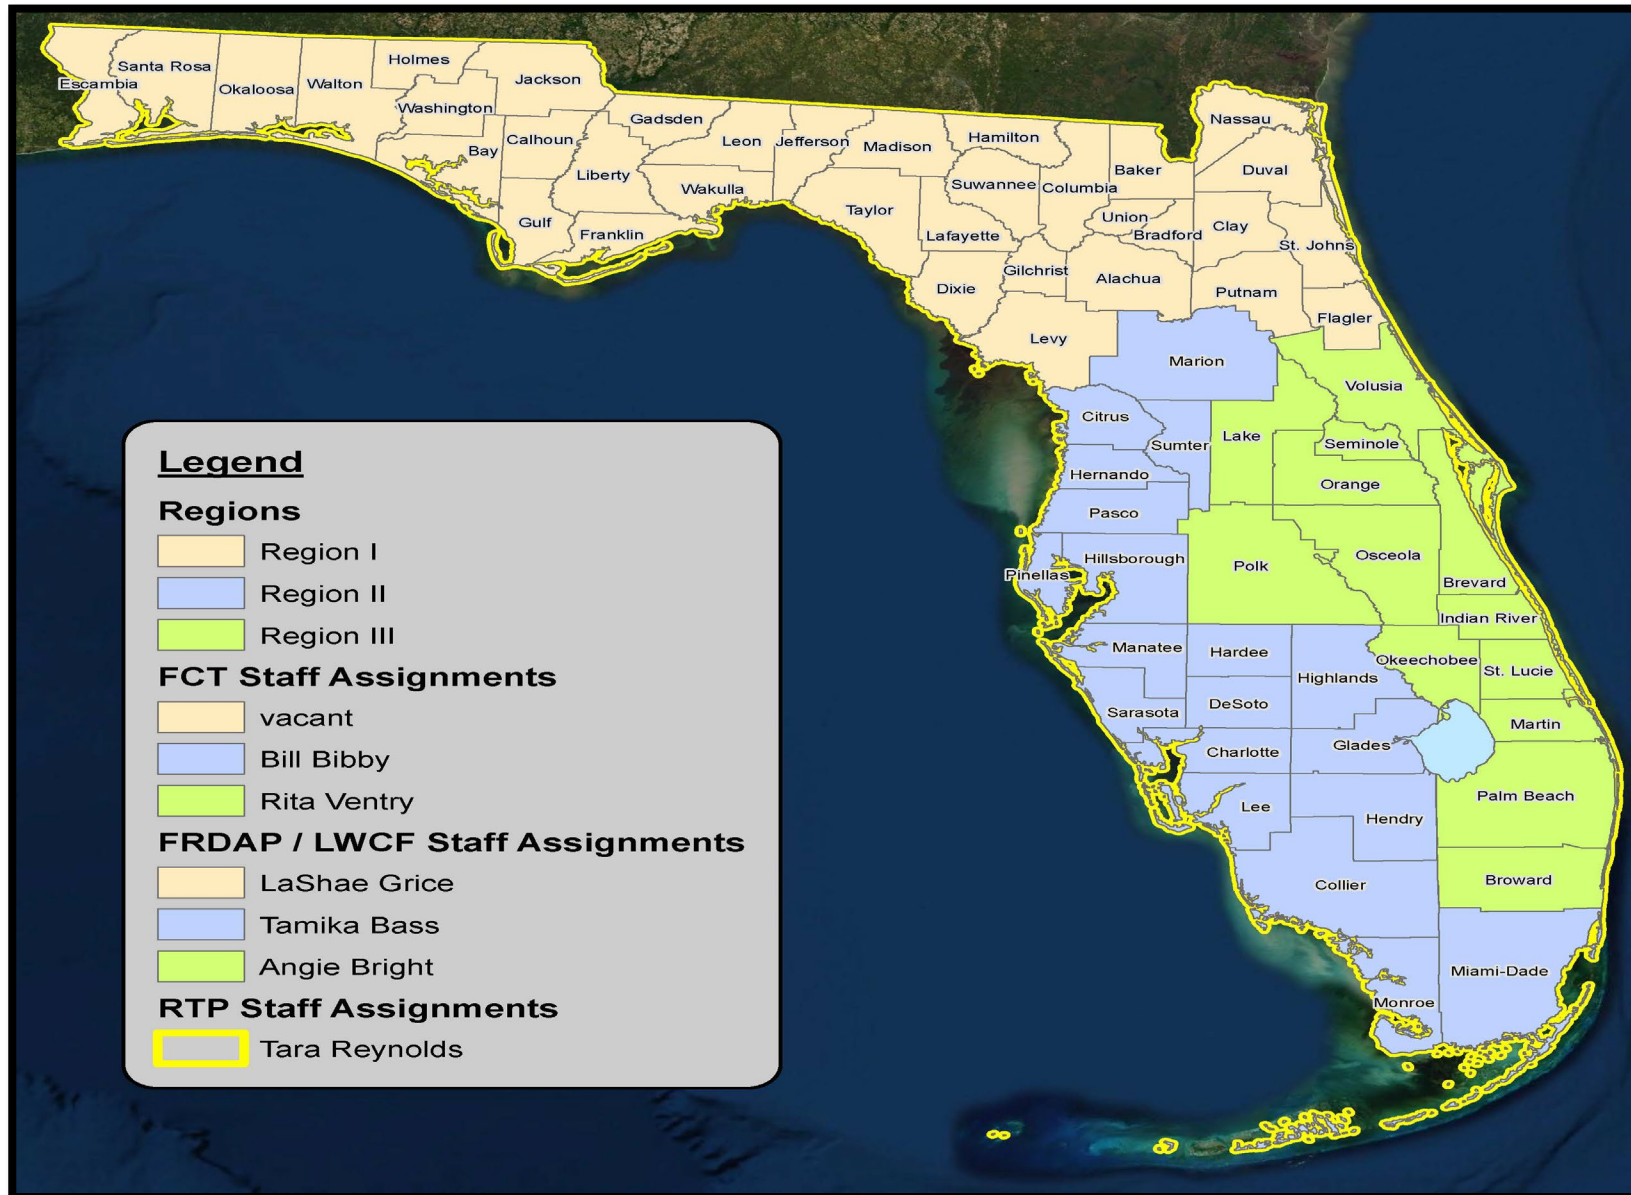 Escambia
Santa Rosa
Okaloosa
Walton
Holmes
Washington
Jackson
Bay
Calhoun
Gulf
Liberty
Gadsden
Franklin
Leon
Wakulla
Jefferson
Madison
Taylor
Hamilton
Suwannee
Lafayette
Dixie
Columbia
Gilchrist
Levy
Baker
Union
Bradford
Alachua
Nassau
Duval
Clay
St. Johns
Putnam
Flagler
Marion
Volusia
Citrus
Sumter
Lake
Seminole
Hernando
Orange
Pasco
Hillsborough
Pinellas
Polk
Osceola
Brevard
Indian River
Manatee
Hardee
Highlands
Okeechobee
St. Lucie
Sarasota
DeSoto
Martin
Charlotte
Glades
Lee
Hendry
Palm Beach
Collier
Broward
Monroe
Miami-Dade
Legend
Regions
Region I
Region II
Region III
FCT Staff Assignments
vacant
Bill Bibby
Rita Ventry
FRDAP / LWCF Staff Assignments
LaShae Grice
Tamika Bass
Angie Bright
RTP Staff Assignments
Tara Reynolds